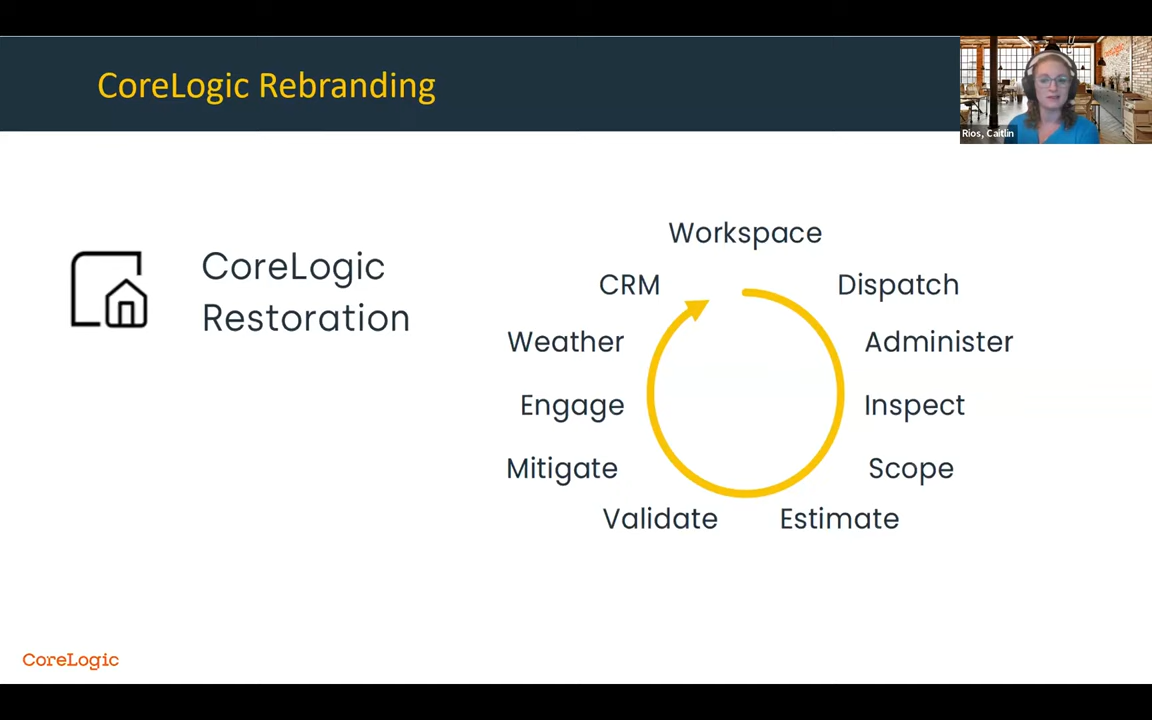 CoreLogic Rebranding
Rios, Caitlin
CoreLogic
Restoration
Workspace
CRM
Dispatch
Weather
Administer
Engage
Inspect
Mitigate
Scope
Validate
Estimate
CoreLogic